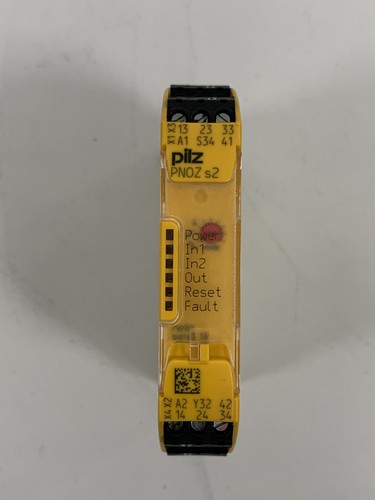 X3 13 23 33
X1 A1 S34 41
pilz
PNOZ s2
Power
In1
In2
Out
Reset
Fault
X2 A2 Y32 42
X4 14 24 34